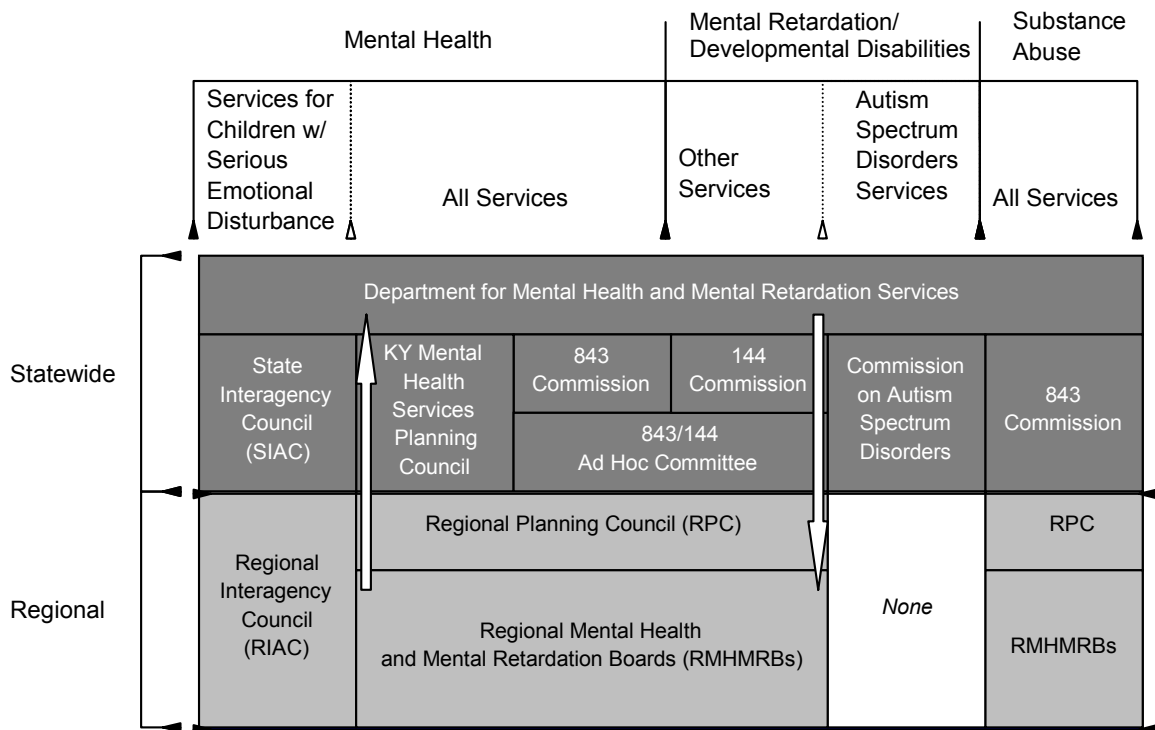 Mental Health
Mental Retardation/
Developmental Disabilities
Substance
Abuse
Services for
Children w/
Serious
Emotional
Disturbance
All Services
Other
Services
Autism
Spectrum
Disorders
Services
All Services
Statewide
Department for Mental Health and Mental Retardation Services
State
Interagency
Council
(SIAC)
KY Mental
Health
Services
Planning
Council
843
Commission
144
Commission
843/144
Ad Hoc Committee
Commission
on Autism
Spectrum
Disorders
843
Commission
Regional
Regional
Interagency
Council
(RIAC)
Regional Planning Council (RPC)
Regional Mental Health
and Mental Retardation Boards (RMHMRBs)
None
RPC
RMHMRBs